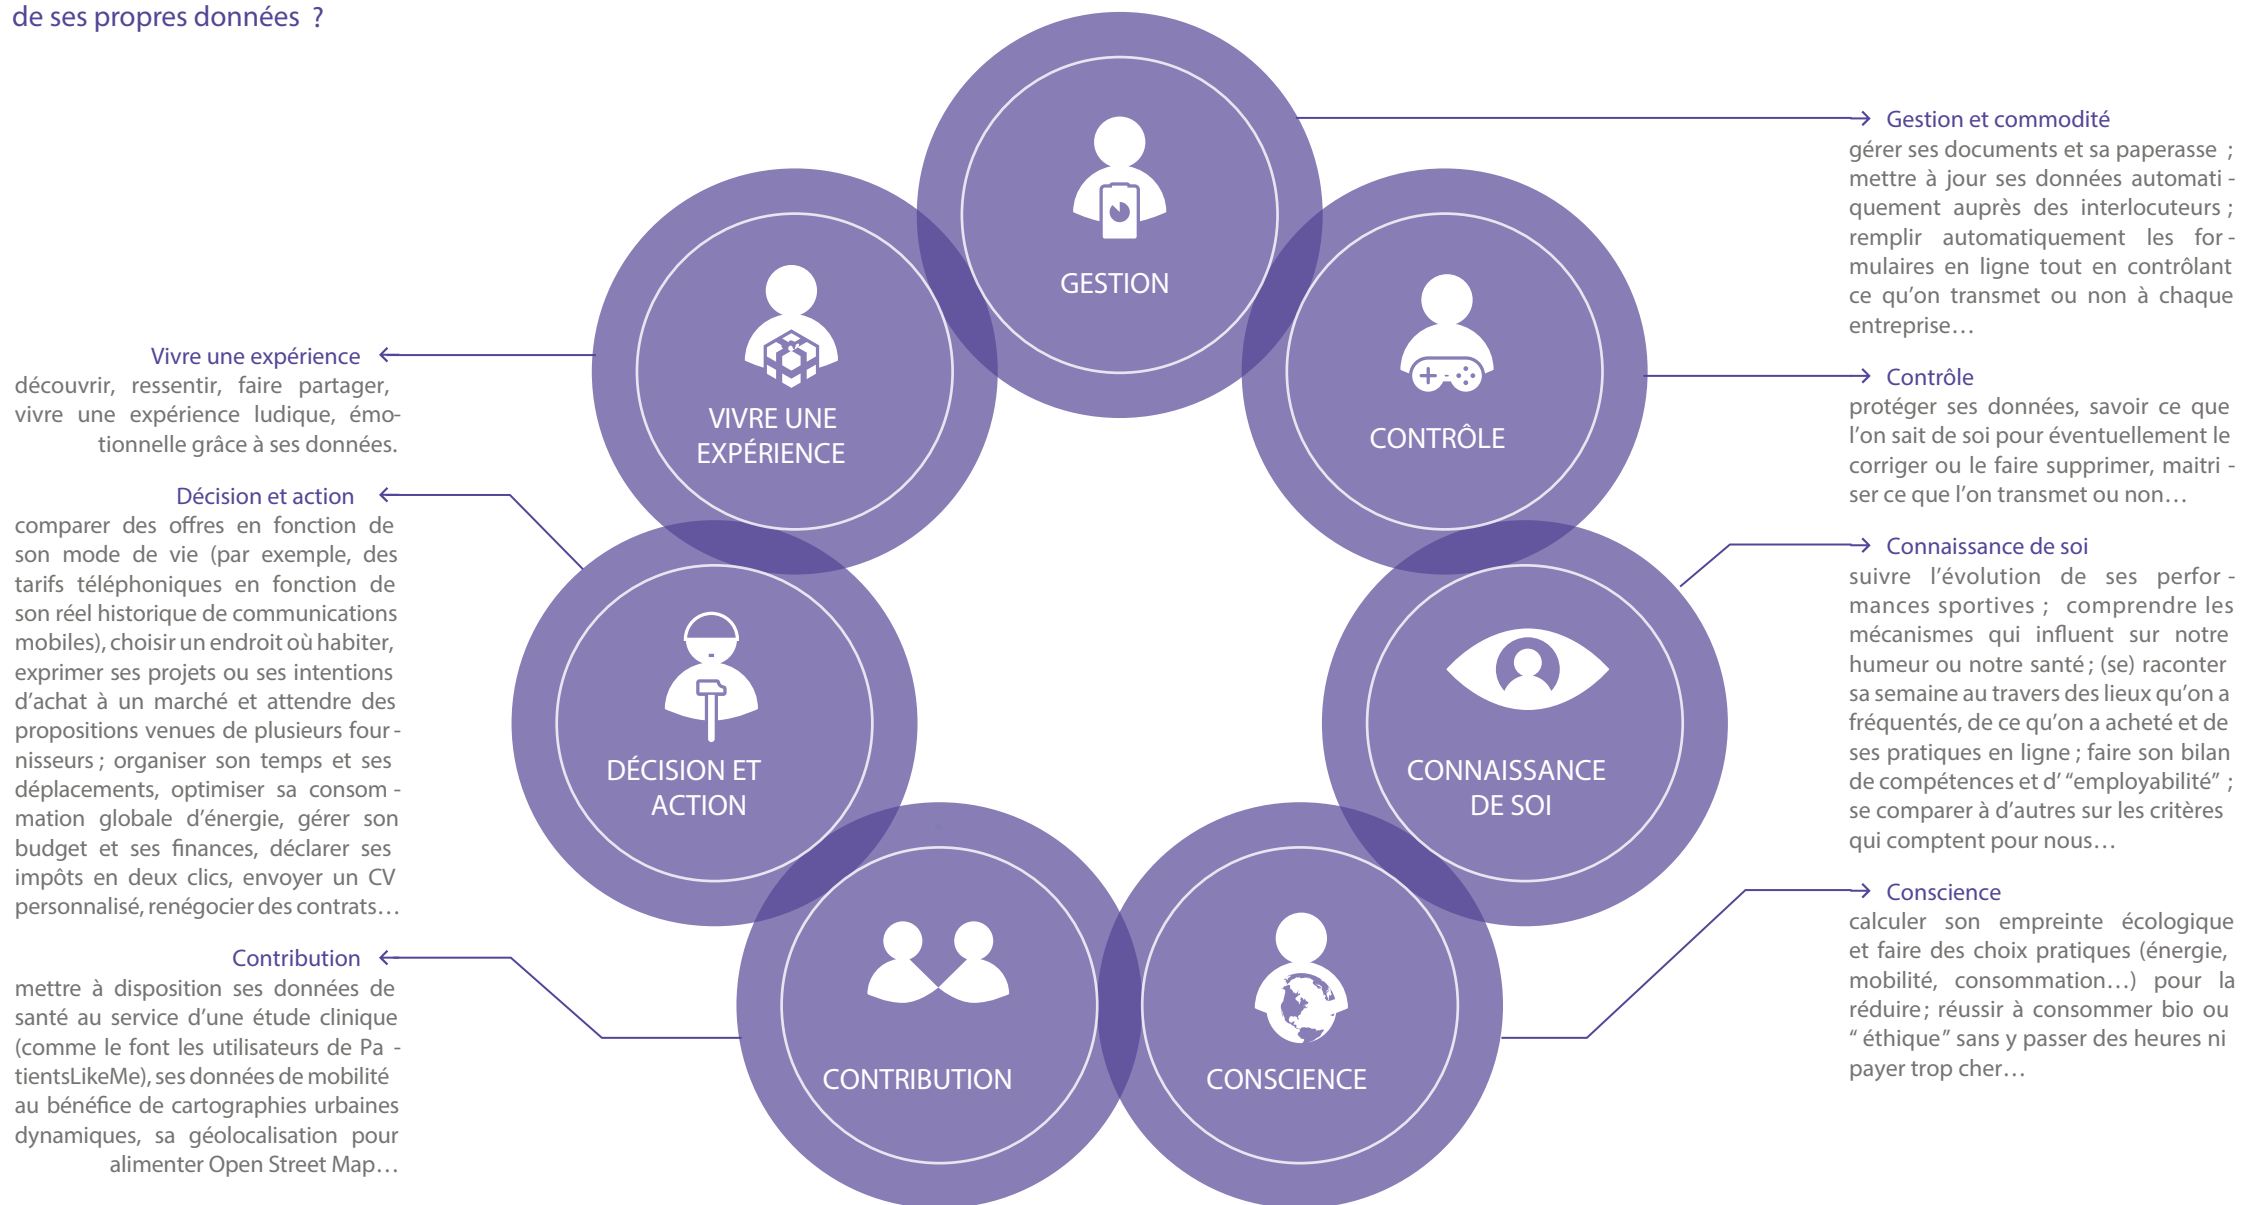 de ses propres données ?
GESTION
CONTRÔLE
CONNAISSANCE
DE SOI
CONSCIENCE
CONTRIBUTION
DÉCISION ET
ACTION
VIVRE UNE
EXPÉRIENCE
Gestion et commodité
gérer ses documents et sa paperasse ;
mettre à jour ses données automati -
quement auprès des interlocuteurs ;
remplir automatiquement les for -
mulaires en ligne tout en contrôlant
ce qu'on transmet ou non à chaque
entreprise…
Contrôle
protéger ses données, savoir ce que
l'on sait de soi pour éventuellement le
corriger ou le faire supprimer, maitri -
ser ce que l'on transmet ou non…
Connaissance de soi
suivre l'évolution de ses perfor -
mances sportives ; comprendre les
mécanismes qui influent sur notre
humeur ou notre santé ; (se) raconter
sa semaine au travers des lieux qu'on a
fréquentés, de ce qu'on a acheté et de
ses pratiques en ligne ; faire son bilan
de compétences et d' “employabilité” ;
se comparer à d'autres sur les critères
qui comptent pour nous…
Conscience
calculer son empreinte écologique
et faire des choix pratiques (énergie,
mobilité, consommation…) pour la
réduire ; réussir à consommer bio ou
“ éthique” sans y passer des heures ni
payer trop cher…
Vivre une expérience
découvrir, ressentir, faire partager,
vivre une expérience ludique, émo-
tionnelle grâce à ses données.
Décision et action
comparer des offres en fonction de
son mode de vie (par exemple, des
tarifs téléphoniques en fonction de
son réel historique de communications
mobiles), choisir un endroit où habiter,
exprimer ses projets ou ses intentions
d'achat à un marché et attendre des
propositions venues de plusieurs four -
nisseurs ; organiser son temps et ses
déplacements, optimiser sa consom -
mation globale d'énergie, gérer son
budget et ses finances, déclarer ses
impôts en deux clics, envoyer un CV
personnalisé, renégocier des contrats…
Contribution
mettre à disposition ses données de
santé au service d'une étude clinique
(comme le font les utilisateurs de Pa -
tientsLikeMe), ses données de mobilité
au bénéfice de cartographies urbaines
dynamiques, sa géolocalisation pour
alimenter Open Street Map…